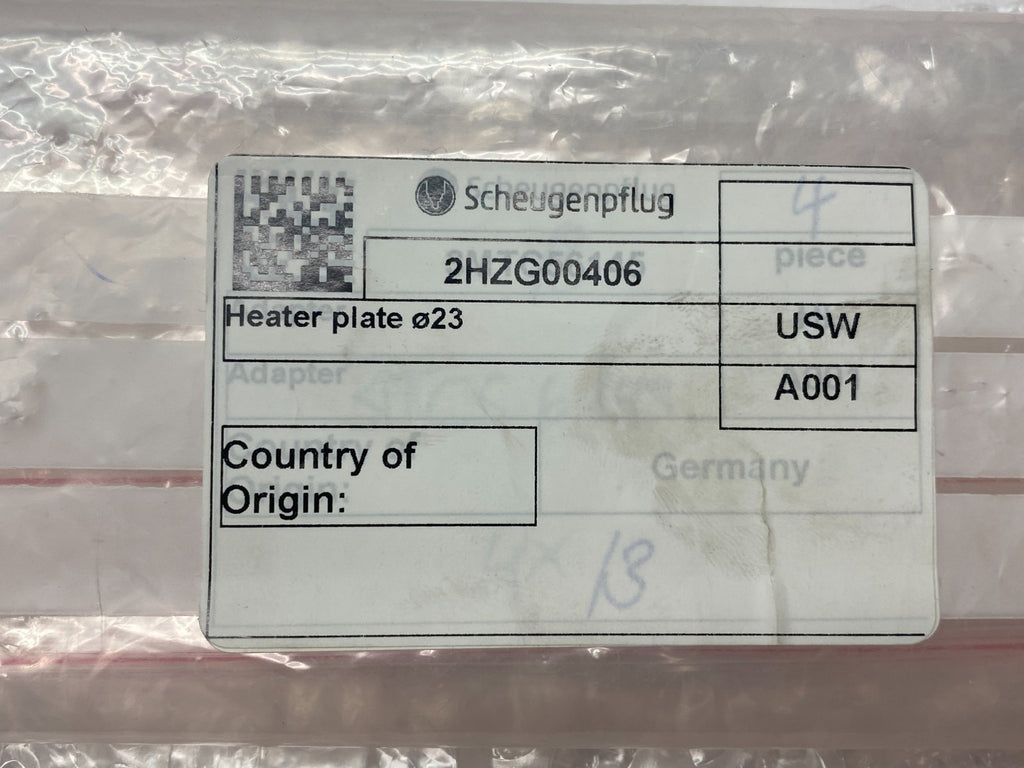 Scheugenpflug
4
2HZG00406
piece
Heater plate ø23
USW
Adapter
A001
Country of
Origin:
Germany
13